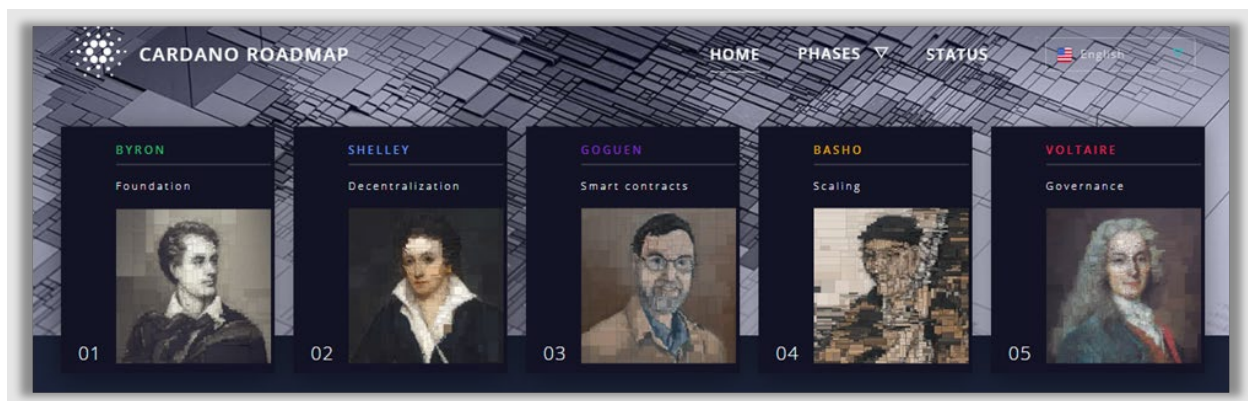 CARDANO ROADMAP
HOME PHASES STATUS English
BYRON
Foundation
01
SHELLEY
Decentralization
02
GOGUEN
Smart contracts
03
BASHO
Scaling
04
VOLTAIRE
Governance
05